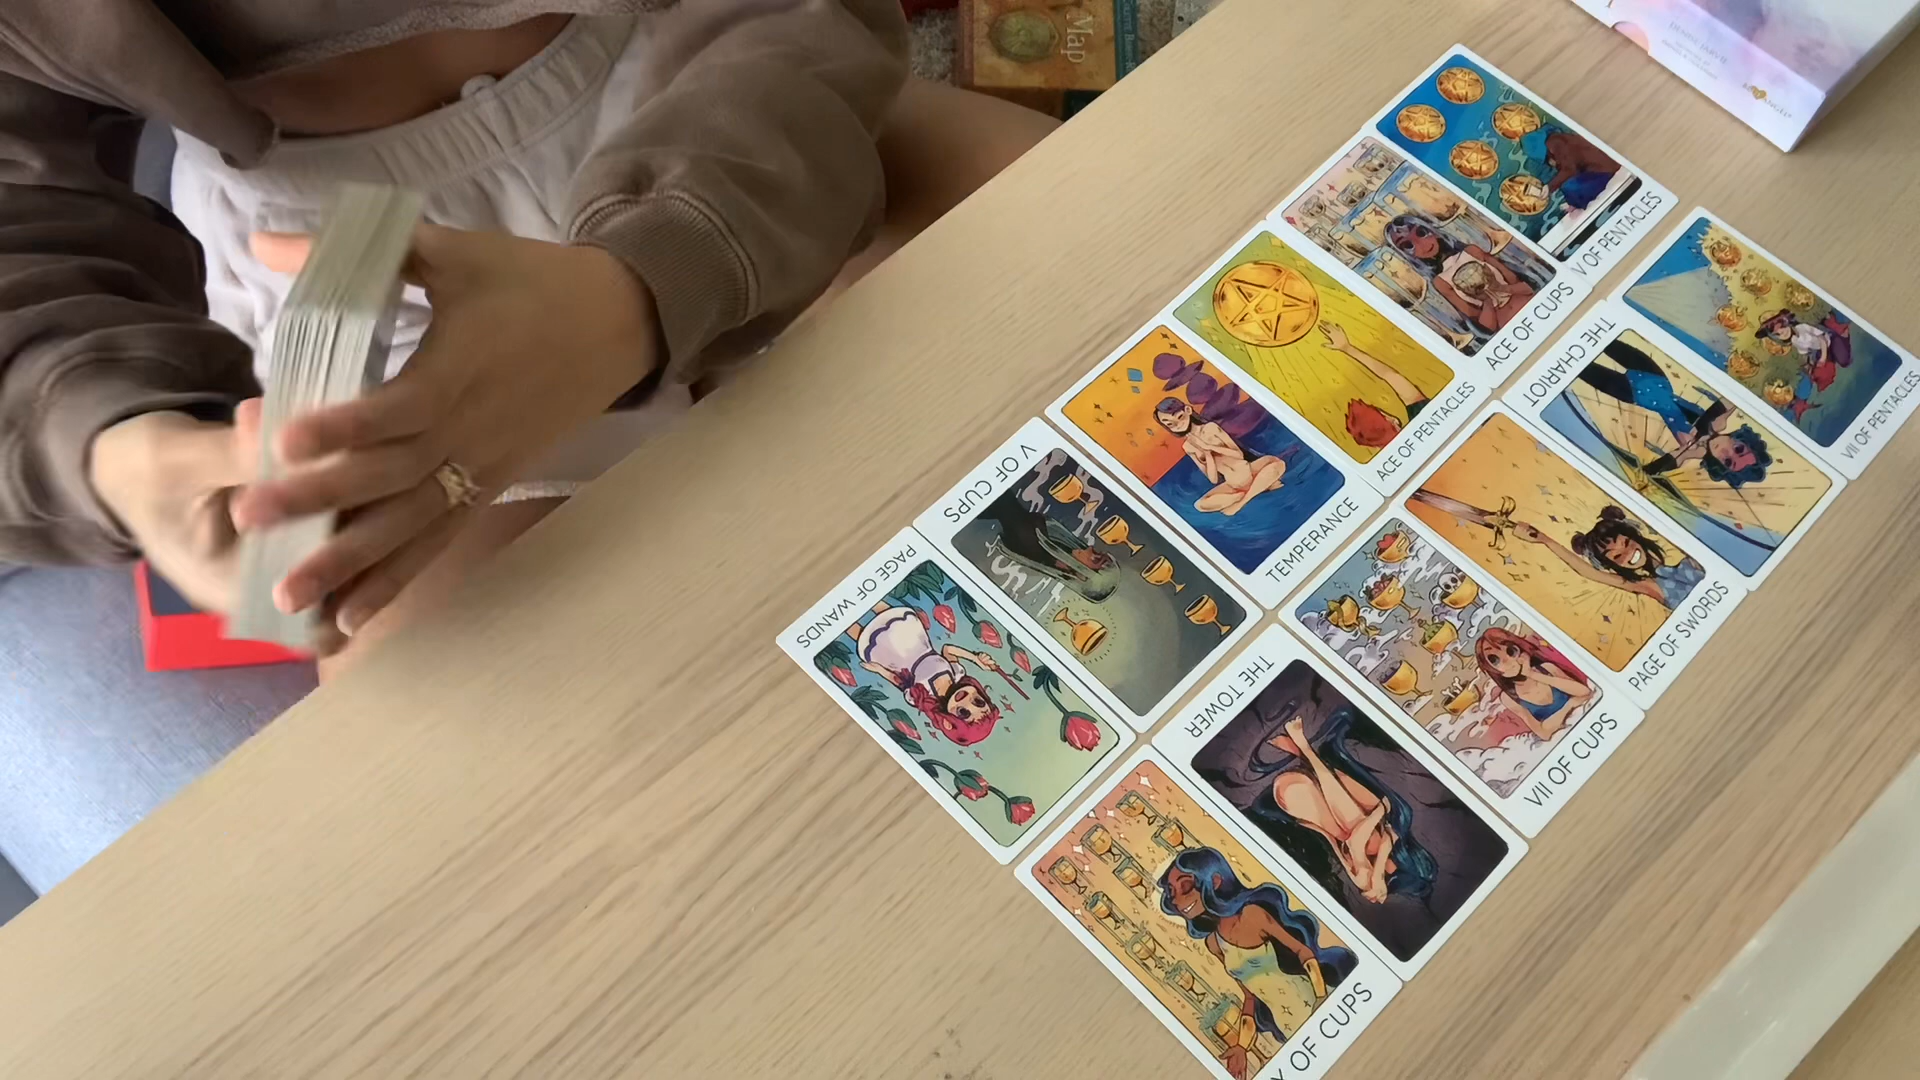 Map
V OF PENTACLES
ACE OF CUPS
ACE OF PENTACLES
TEMPERANCE
V OF CUPS
PAGE OF WANDS
VII OF PENTACLES
THE CHARIOT
PAGE OF SWORDS
VII OF CUPS
THE TOWER
OF CUPS